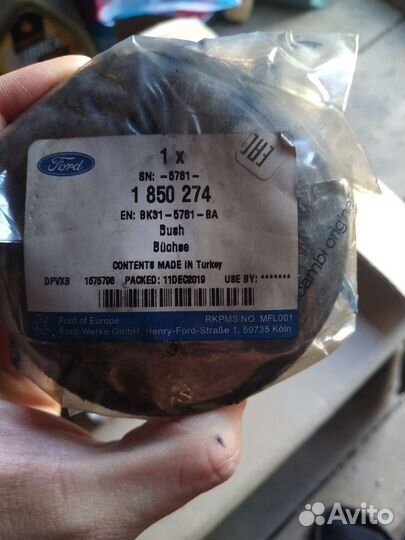 Ford
1 x
EAC
SN: -5781-
1 850 274
EN: BK31-5781-BA
Bush
Büchse
CONTENTS MADE IN Turkey
DPVXB 1675796 PACKED: 11DEC2019 USE BY: *******
Ford of Europe RKPMS NO. MFL001
Ford-Werke GmbH, Henry-Ford-Straße 1, 50735 Köln
Avito